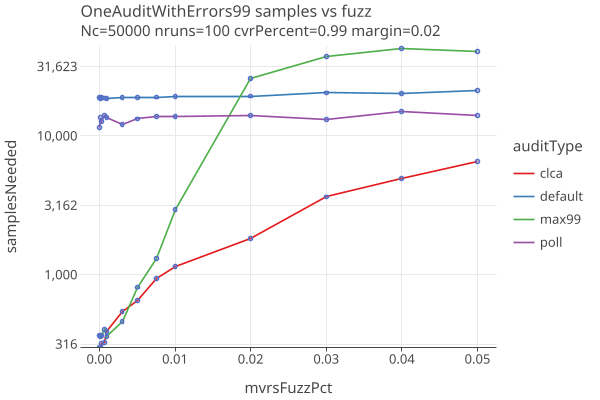 OneAuditWithErrors99 samples vs fuzz
Nc=50000 nruns=100 cvrPercent=0.99 margin=0.02
31,623
10,000
3,162
1,000
316
samplesNeeded
0.00 0.01 0.02 0.03 0.04 0.05
mvrsFuzzPct
auditType
clca
default
max99
poll